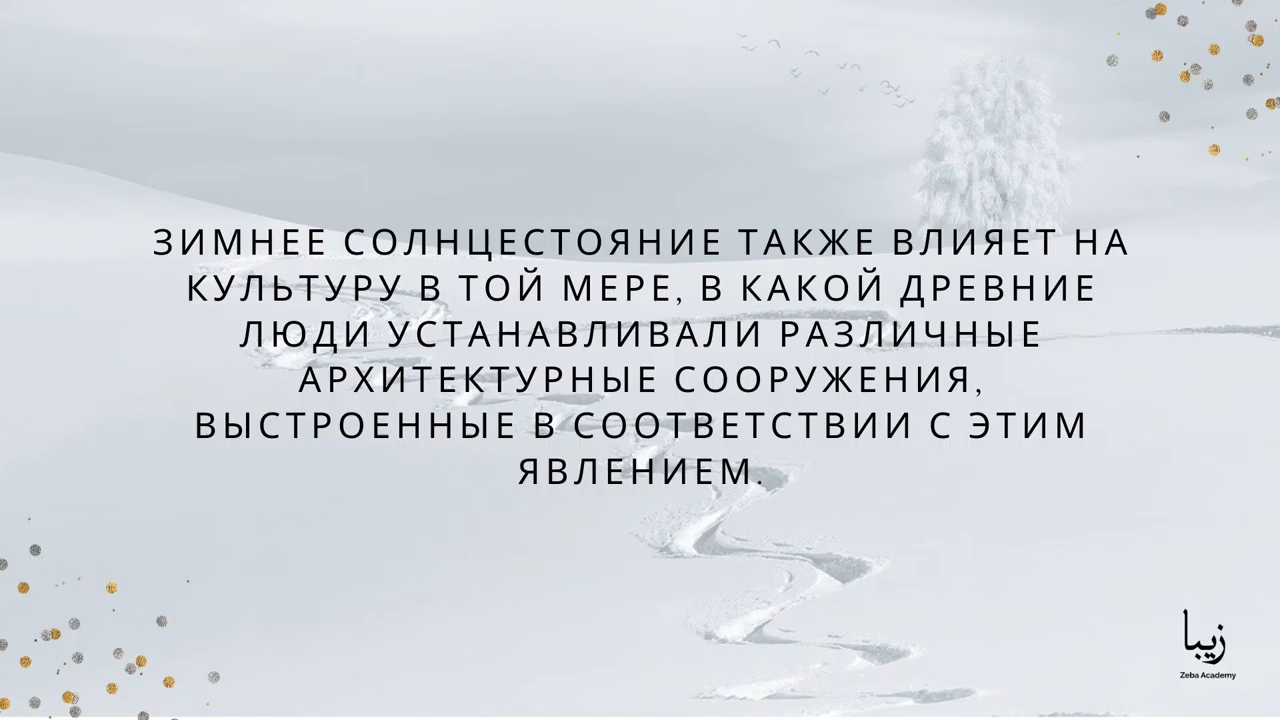 ЗИМНЕЕ СОЛНЦЕСТОЯНИЕ ТАКЖЕ ВЛИЯЕТ НА
КУЛЬТУРУ В ТОЙ МЕРЕ, В КАКОЙ ДРЕВНИЕ
ЛЮДИ УСТАНАВЛИВАЛИ РАЗЛИЧНЫЕ
АРХИТЕКТУРНЫЕ СООРУЖЕНИЯ,
ВЫСТРОЕННЫЕ В СООТВЕТСТВИИ С ЭТИМ
ЯВЛЕНИЕМ.
زیبا
Zeba Academy